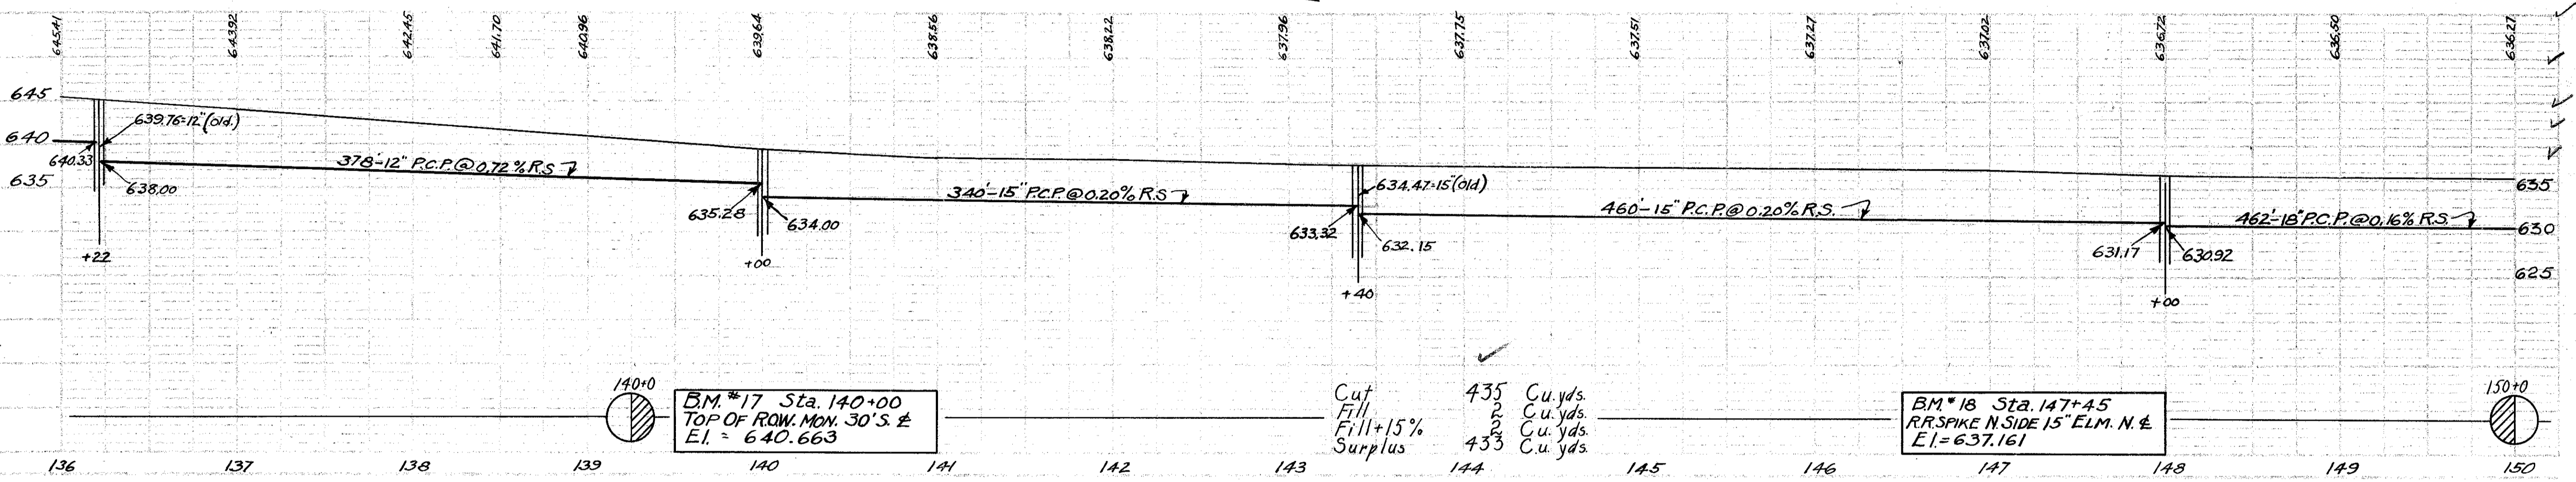 645.41 643.92 642.45 641.70 640.96 639.64 638.56 638.22 637.96 637.75 637.51 637.27 637.02 636.72 636.50 636.27
645
639.76=12"(old.)
640
640.33
378'-12" P.C.P. @ 0.72% R.S
635
638.00
635.28
634.00
340'-15" P.C.P. @ 0.20% R.S
634.47=15"(old)
633.32
632.15
460'-15" P.C.P. @ 0.20% R.S.
635
462'-18" P.C.P. @ 0.16% R.S.
630
631.17
630.92
625
+22
+00
+40
+00
140+0
B.M. #17 Sta. 140+00
TOP OF R.O.W. MON. 30'S. ℄
El. = 640.663
Cut 435 Cu. yds.
Fill 2 Cu. yds.
Fill+15% 2 Cu. yds.
Surplus 433 Cu. yds.
B.M. #18 Sta. 147+45
R.R. SPIKE N. SIDE 15" ELM. N. ℄
El. = 637.161
150+0
136 137 138 139 140 141 142 143 144 145 146 147 148 149 150